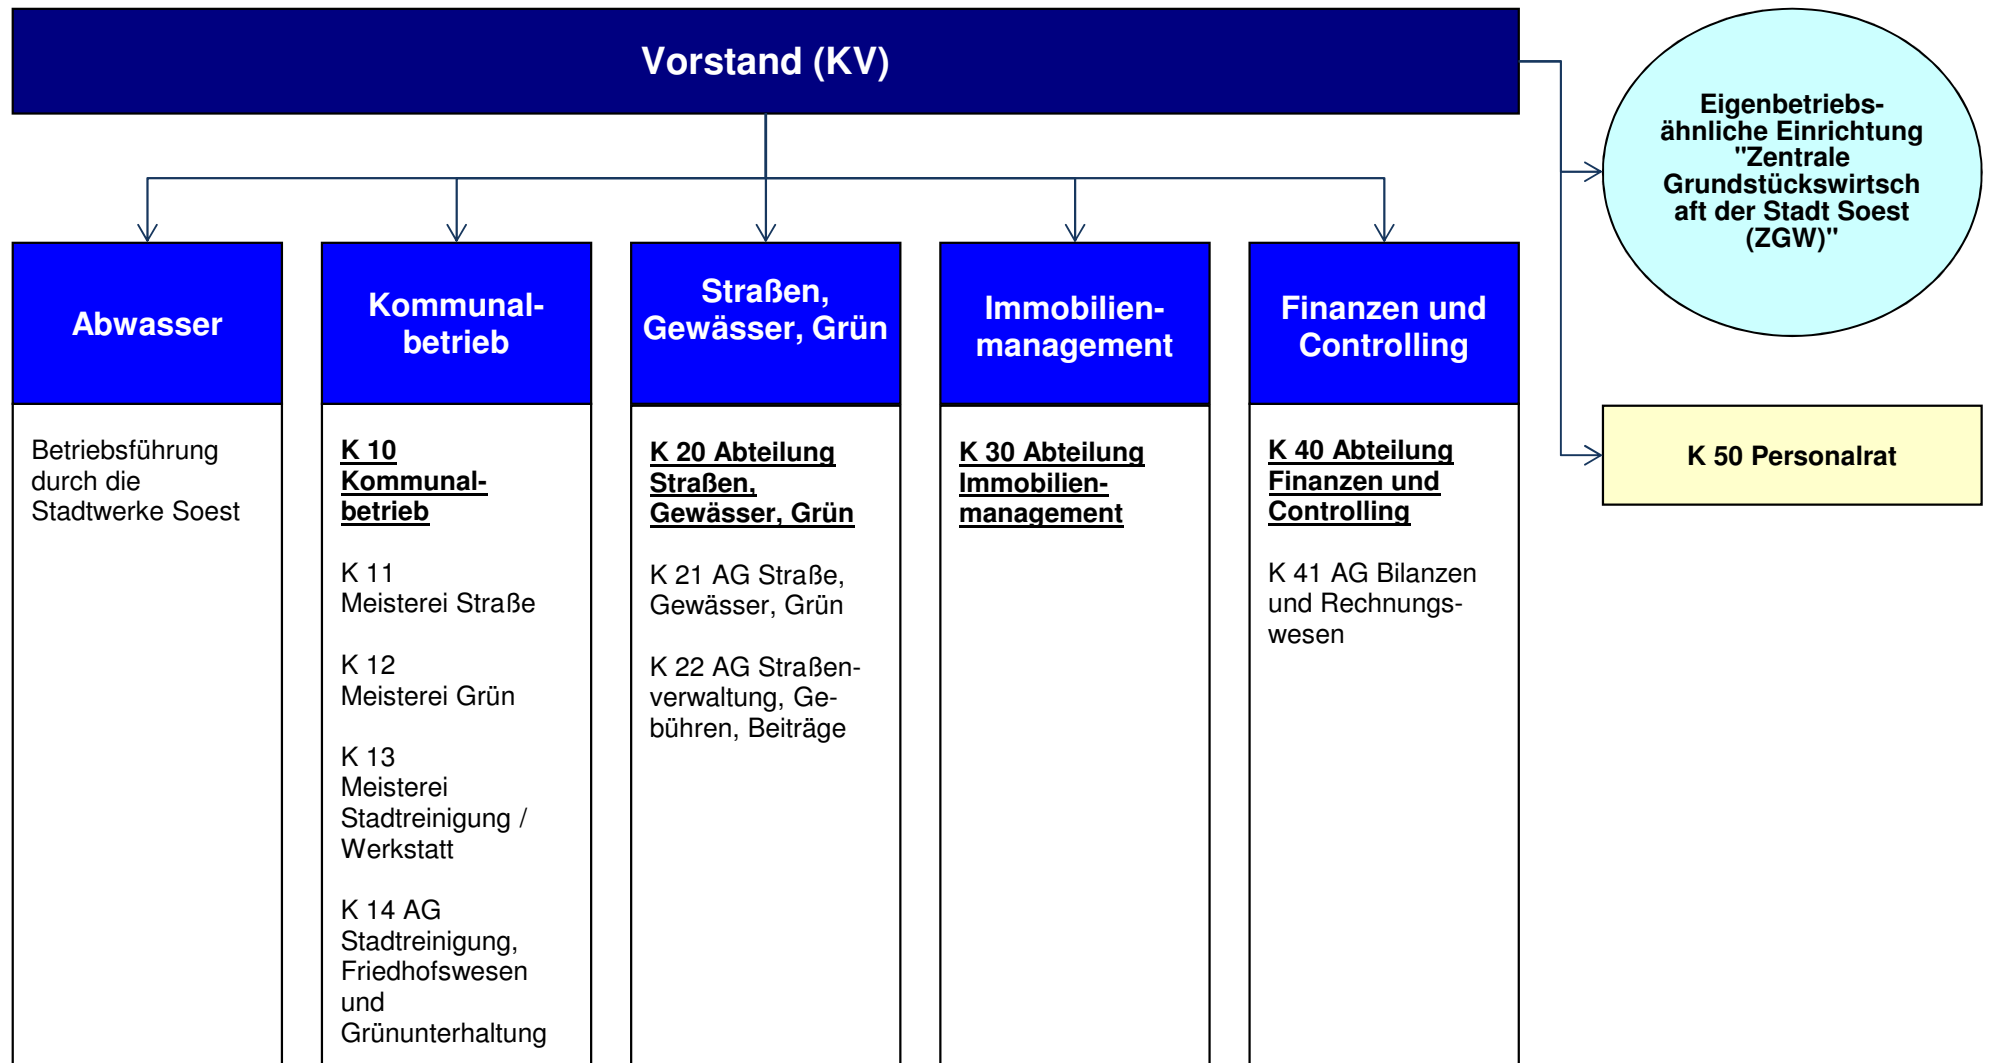 Vorstand (KV)
Eigenbetriebs-
ähnliche Einrichtung
"Zentrale
Grundstückswirtsch
aft der Stadt Soest
(ZGW)"
K 50 Personalrat
Abwasser
Betriebsführung
durch die
Stadtwerke Soest
Kommunal-
betrieb
K 10
Kommunal-
betrieb
K 11
Meisterei Straße
K 12
Meisterei Grün
K 13
Meisterei
Stadtreinigung /
Werkstatt
K 14 AG
Stadtreinigung,
Friedhofswesen
und
Grünunterhaltung
Straßen,
Gewässer, Grün
K 20 Abteilung
Straßen,
Gewässer, Grün
K 21 AG Straße,
Gewässer, Grün
K 22 AG Straßen-
verwaltung, Ge-
bühren, Beiträge
Immobilien-
management
K 30 Abteilung
Immobilien-
management
Finanzen und
Controlling
K 40 Abteilung
Finanzen und
Controlling
K 41 AG Bilanzen
und Rechnungs-
wesen